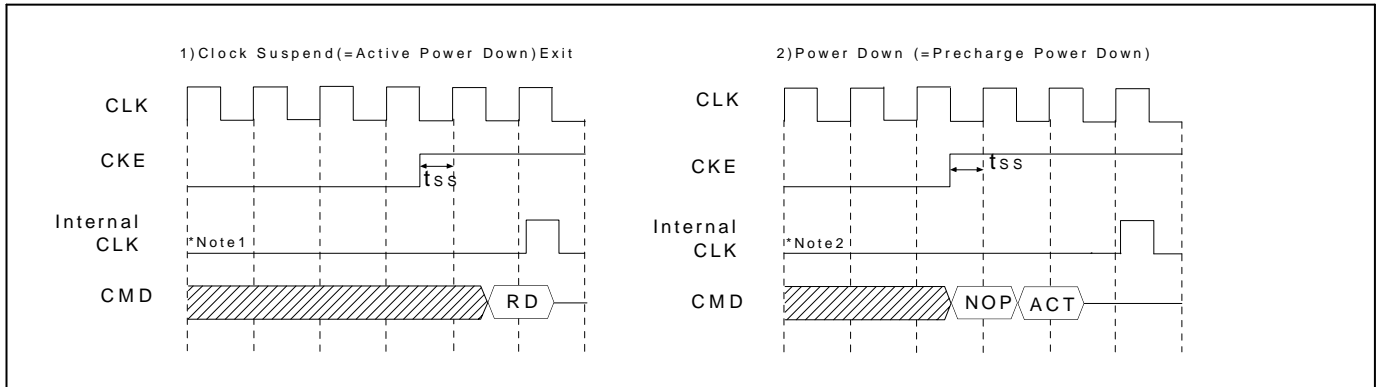 1)Clock Suspend(=Active Power Down)Exit
CLK
CKE
tss
Internal
CLK
*Note1
CMD
RD
2)Power Down (=Precharge Power Down)
CLK
CKE
tss
Internal
CLK
*Note2
CMD
NOP
ACT